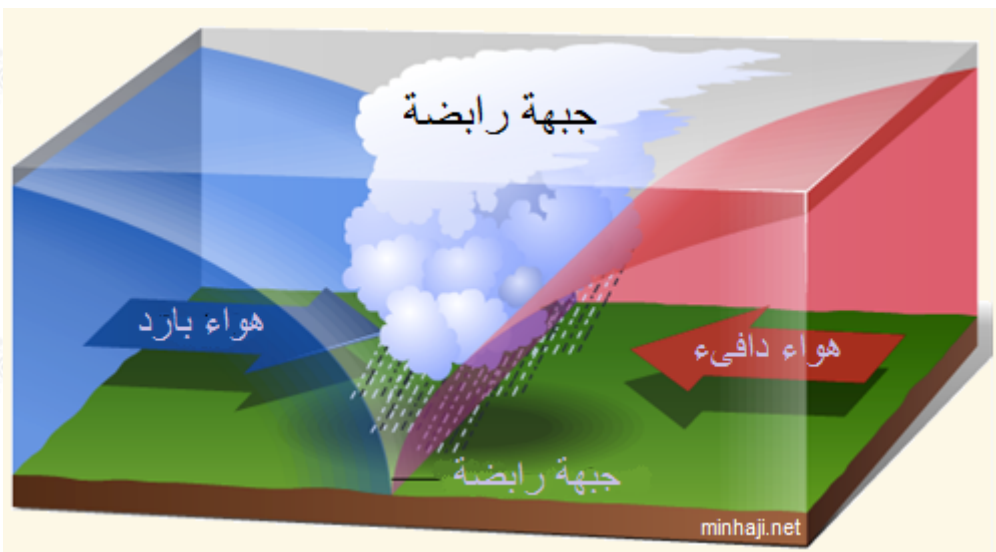 جبهة رابضة
هواء بارد
هواء دافىء
جبهة رابضة
minhaji.net